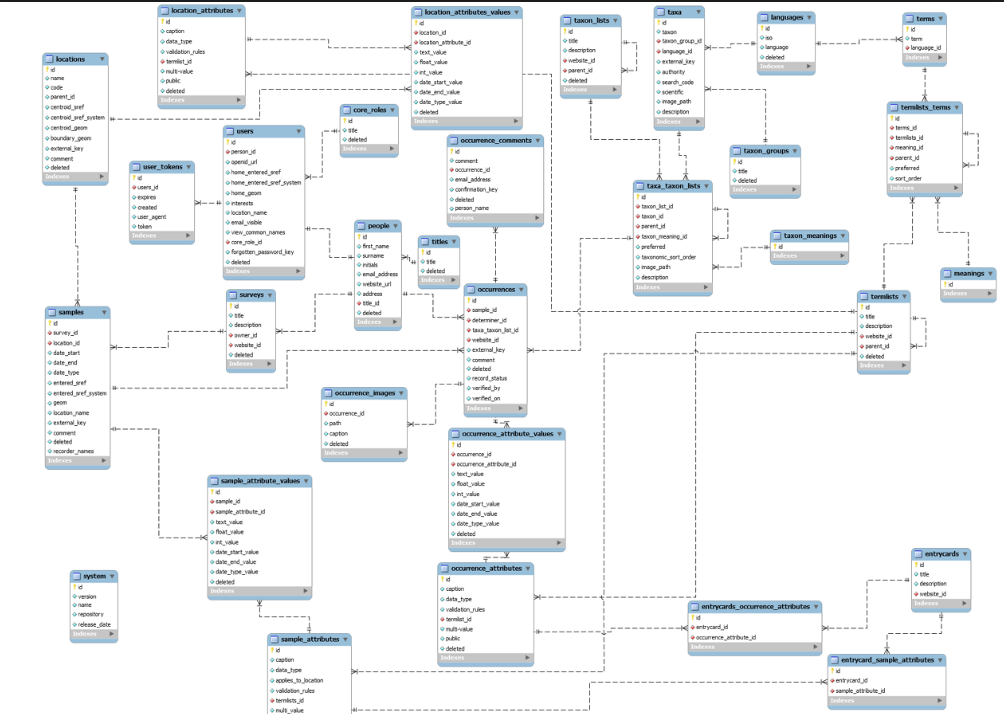 location_attributes
id
caption
data_type
validation_rules
termlist_id
multi-value
public
deleted
Indexes
location_attributes_values
id
location_id
location_attribute_id
text_value
float_value
int_value
date_start_value
date_end_value
date_type_value
deleted
Indexes
taxon_lists
id
title
description
website_id
parent_id
deleted
Indexes
taxa
id
taxon
taxon_group_id
language_id
external_key
authority
search_code
scientific
image_path
description
Indexes
languages
id
iso
language
deleted
Indexes
terms
id
term
language_id
Indexes
locations
id
name
code
parent_id
centroid_sref
centroid_sref_system
centroid_geom
boundary_geom
external_key
comment
deleted
Indexes
core_roles
id
title
deleted
Indexes
users
id
person_id
openid_url
home_entered_sref
home_entered_sref_system
home_geom
interests
location_name
email_visible
view_common_names
core_role_id
forgotten_password_key
deleted
Indexes
user_tokens
id
users_id
expires
created
user_agent
token
Indexes
occurrence_comments
id
comment
occurrence_id
email_address
confirmation_key
deleted
person_name
Indexes
taxon_groups
id
title
deleted
Indexes
termlists_terms
id
terms_id
termlists_id
meaning_id
parent_id
preferred
sort_order
Indexes
taxa_taxon_lists
id
taxon_list_id
taxon_id
parent_id
taxon_meaning_id
preferred
taxonomic_sort_order
image_path
description
Indexes
people
id
first_name
surname
initials
email_address
website_url
address
title_id
deleted
Indexes
titles
id
title
deleted
Indexes
taxon_meanings
id
Indexes
meanings
id
Indexes
surveys
id
title
description
owner_id
website_id
deleted
Indexes
occurrences
id
sample_id
determiner_id
taxa_taxon_list_id
website_id
external_key
comment
deleted
record_status
verified_by
verified_on
Indexes
termlists
id
title
description
website_id
parent_id
deleted
Indexes
samples
id
survey_id
location_id
date_start
date_end
date_type
entered_sref
entered_sref_system
geom
location_name
external_key
comment
deleted
recorder_names
Indexes
occurrence_images
id
occurrence_id
path
caption
deleted
Indexes
occurrence_attribute_values
id
occurrence_id
occurrence_attribute_id
text_value
float_value
int_value
date_start_value
date_end_value
date_type_value
deleted
Indexes
sample_attribute_values
id
sample_id
sample_attribute_id
text_value
float_value
int_value
date_start_value
date_end_value
date_type_value
deleted
Indexes
system
id
version
name
repository
release_date
Indexes
occurrence_attributes
id
caption
data_type
validation_rules
termlist_id
multi-value
public
deleted
Indexes
entrycards
id
title
description
website_id
Indexes
entrycards_occurrence_attributes
id
entrycard_id
occurrence_attribute_id
Indexes
sample_attributes
id
caption
data_type
applies_to_location
validation_rules
termlists_id
multi_value
entrycard_sample_attributes
id
entrycard_id
sample_attribute_id
Indexes